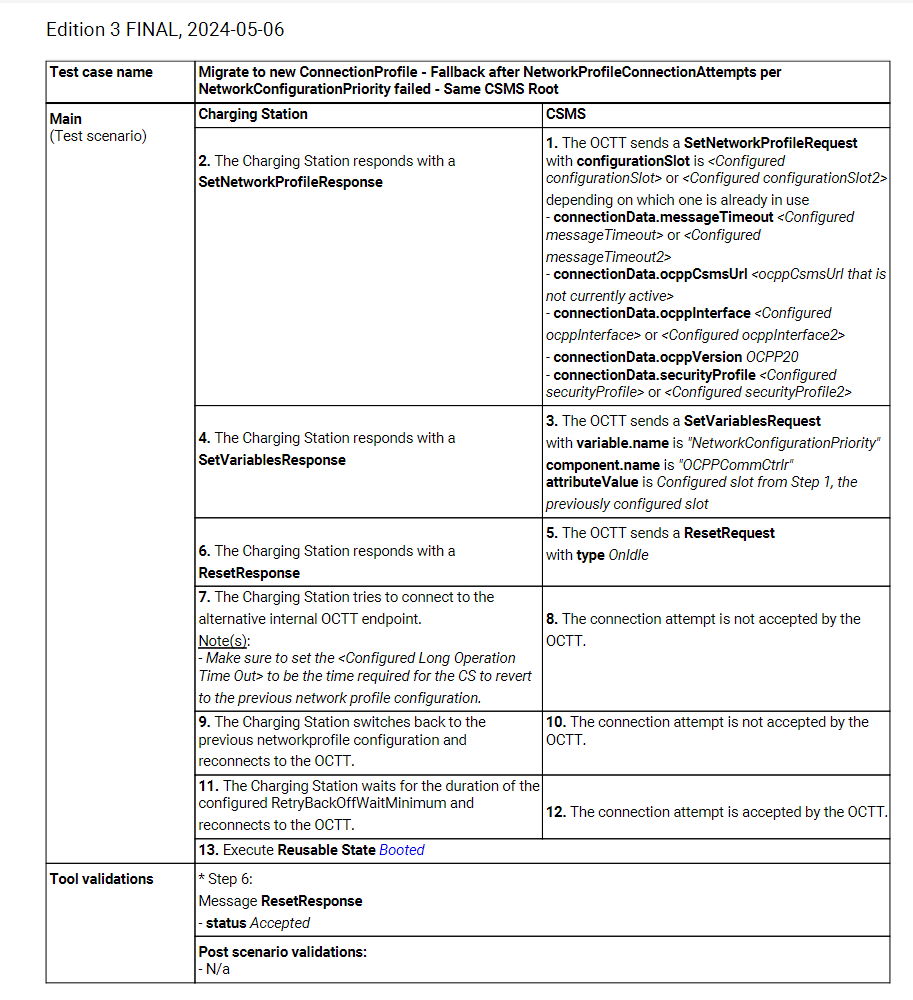 Edition 3 FINAL, 2024-05-06
Test case name
Migrate to new ConnectionProfile - Fallback after NetworkProfileConnectionAttempts per
NetworkConfigurationPriority failed - Same CSMS Root
Main
(Test scenario)
Charging Station
CSMS
1. The OCTT sends a SetNetworkProfileRequest
with configurationSlot is <Configured
configurationSlot> or <Configured configurationSlot2>
depending on which one is already in use
- connectionData.messageTimeout <Configured
messageTimeout> or <Configured
messageTimeout2>
- connectionData.ocppCsmsUrl <ocppCsmsUrl that is
not currently active>
- connectionData.ocppInterface <Configured
ocppInterface> or <Configured ocppInterface2>
- connectionData.ocppVersion OCPP20
- connectionData.securityProfile <Configured
securityProfile> or <Configured securityProfile2>
2. The Charging Station responds with a
SetNetworkProfileResponse
3. The OCTT sends a SetVariablesRequest
with variable.name is "NetworkConfigurationPriority"
component.name is "OCPPCommCtrlr"
attributeValue is Configured slot from Step 1, the
previously configured slot
4. The Charging Station responds with a
SetVariablesResponse
5. The OCTT sends a ResetRequest
with type OnIdle
6. The Charging Station responds with a
ResetResponse
7. The Charging Station tries to connect to the
alternative internal OCTT endpoint.
Note(s):
- Make sure to set the <Configured Long Operation
Time Out> to be the time required for the CS to revert
to the previous network profile configuration.
8. The connection attempt is not accepted by the
OCTT.
9. The Charging Station switches back to the
previous networkprofile configuration and
reconnects to the OCTT.
10. The connection attempt is not accepted by the
OCTT.
11. The Charging Station waits for the duration of the
configured RetryBackOffWaitMinimum and
reconnects to the OCTT.
12. The connection attempt is accepted by the OCTT.
13. Execute Reusable State Booted
Tool validations
* Step 6:
Message ResetResponse
- status Accepted
Post scenario validations:
- N/a